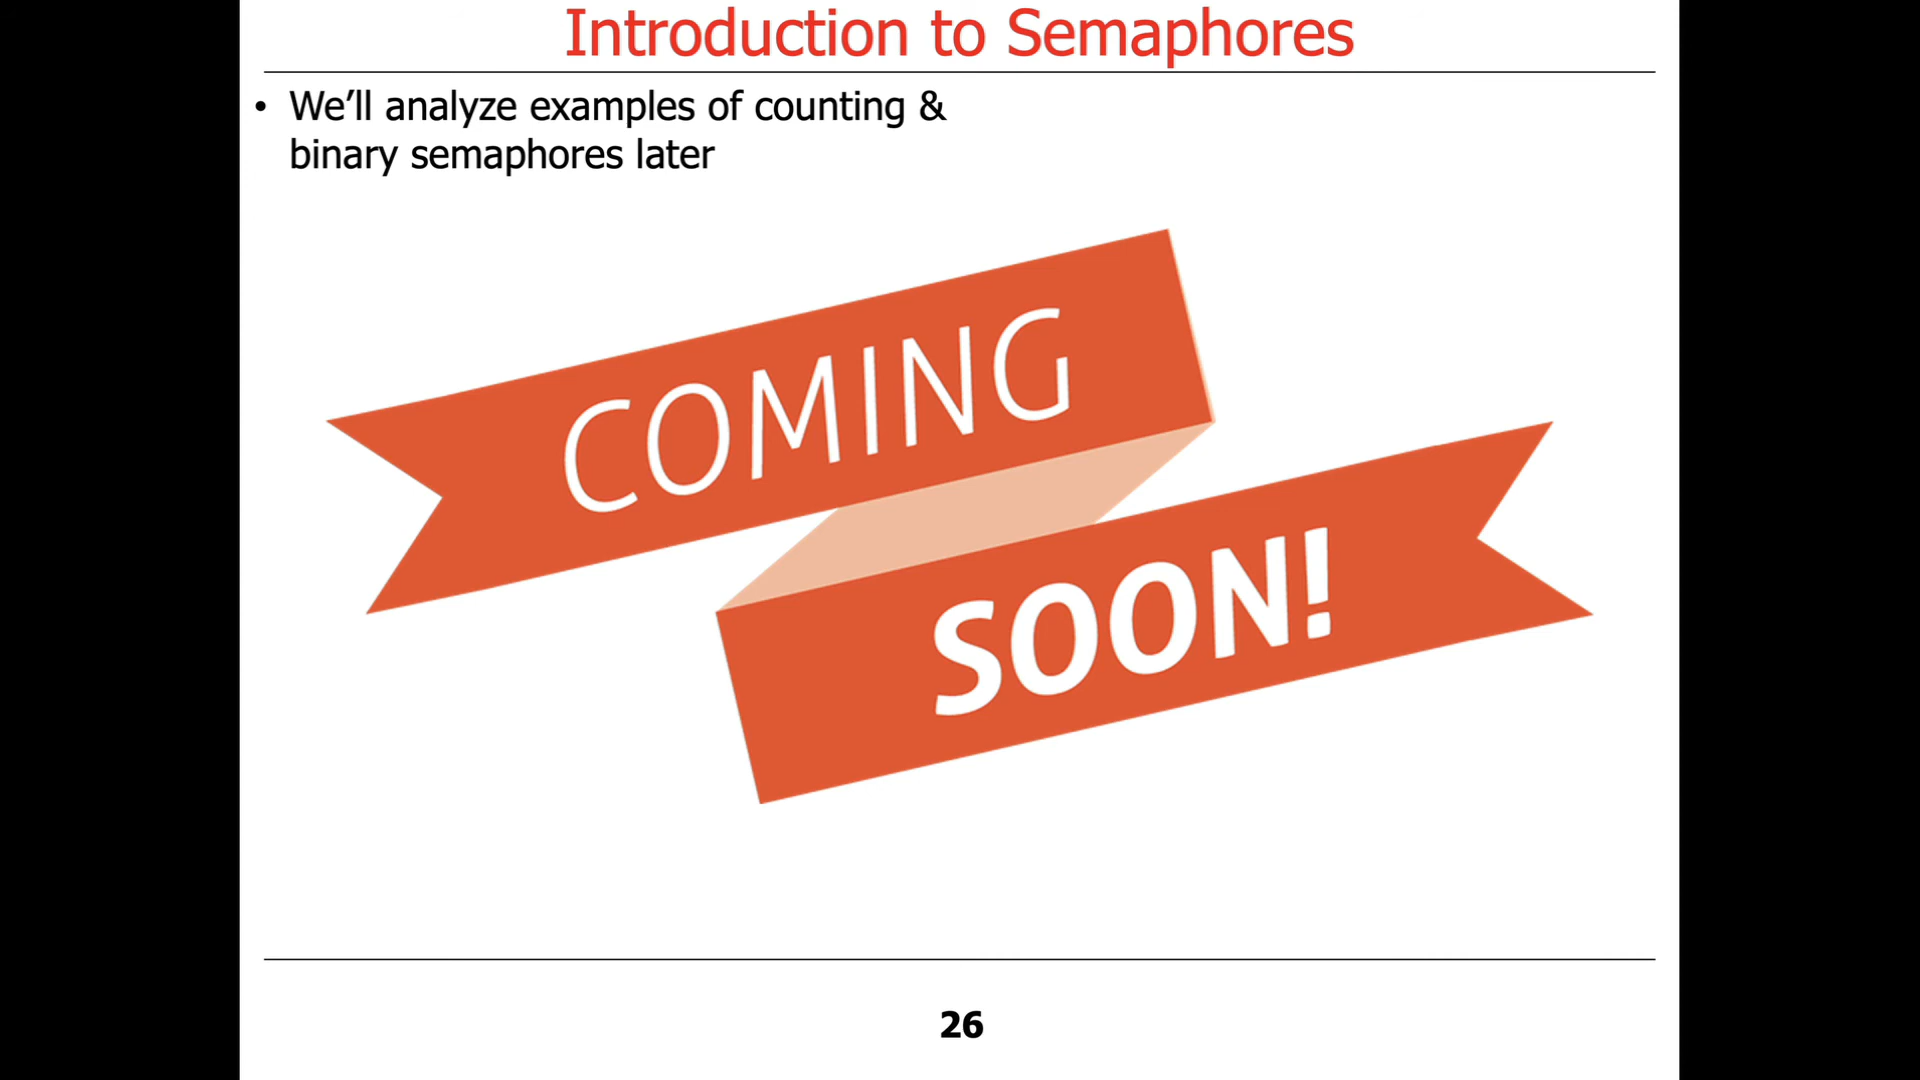 Introduction to Semaphores
• We’ll analyze examples of counting &
binary semaphores later
COMING
SOON!
26